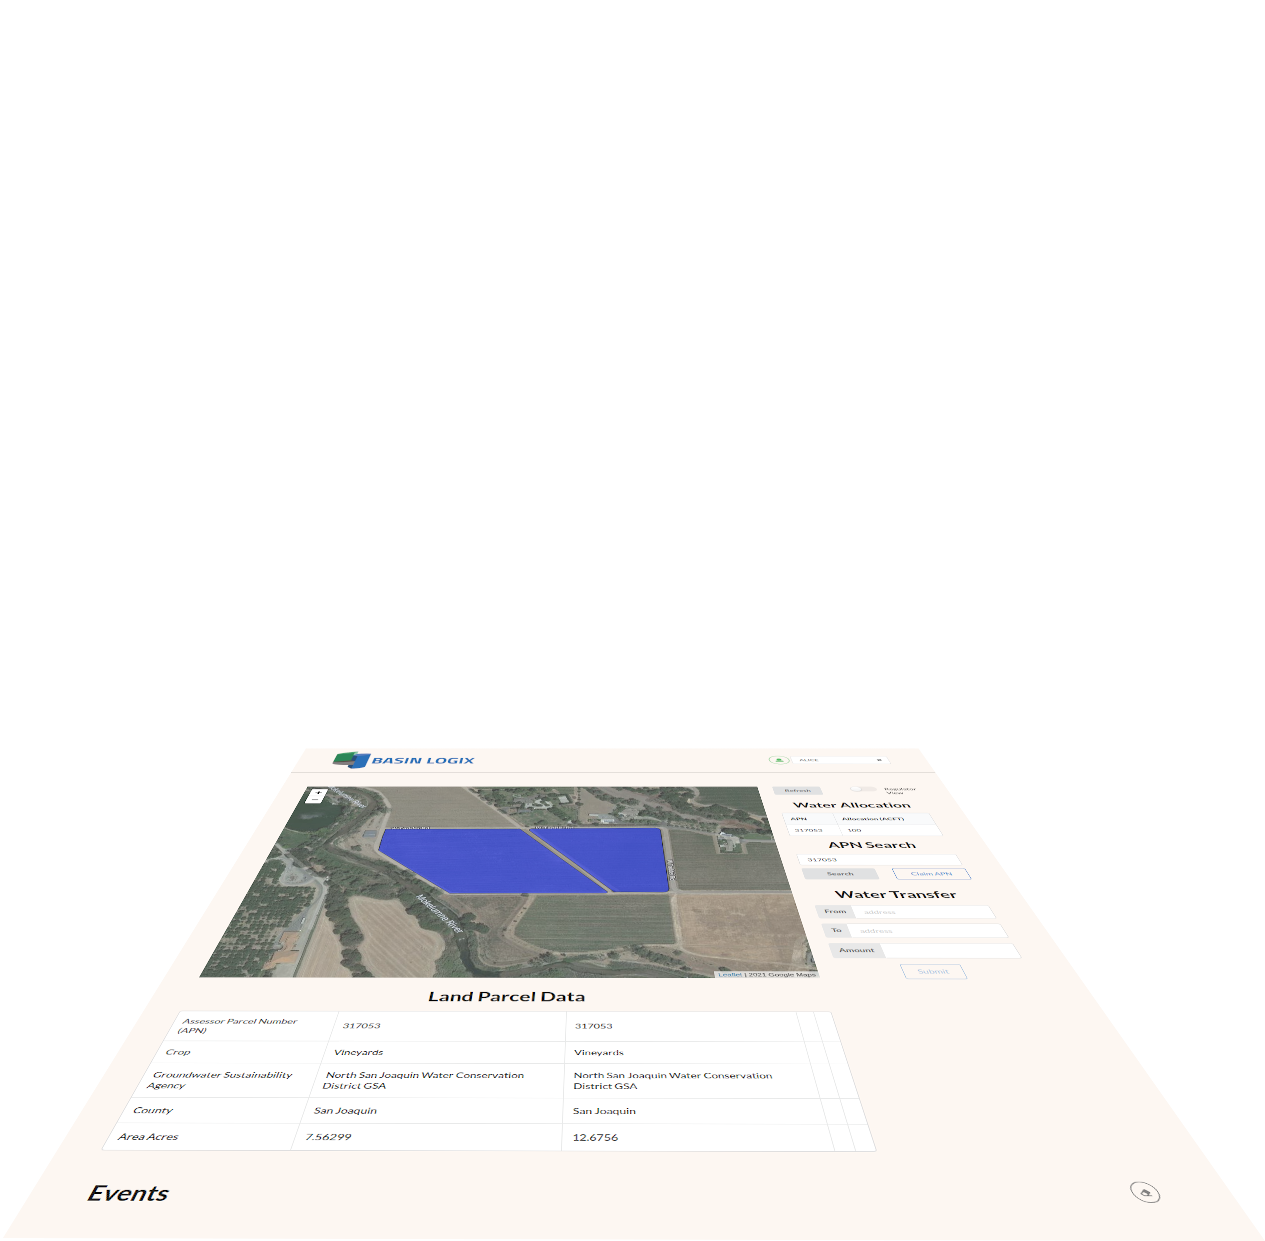 BASIN LOGIX
ALICE
+
−
Refresh
Regulator
View
Water Allocation
APN Allocation (ACFT)
317053 100
APN Search
317053
Search Claim APN
Water Transfer
From address
To address
Amount
Submit
Mokelumne River
Leaflet | 2021 Google Maps
Land Parcel Data
Assessor Parcel Number
(APN)
317053 317053
Crop Vineyards Vineyards
Groundwater Sustainability
Agency
North San Joaquin Water Conservation
District GSA
North San Joaquin Water Conservation
District GSA
County San Joaquin San Joaquin
Area Acres 7.56299 12.6756
Events